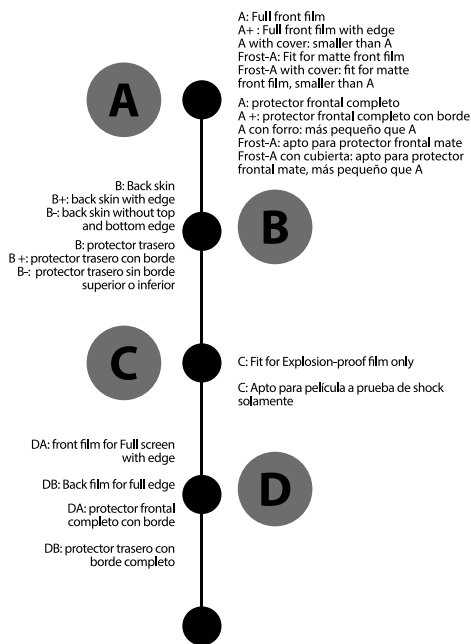 A: Full front film
A+ : Full front film with edge
A with cover: smaller than A
Frost-A: Fit for matte front film
Frost-A with cover: fit for matte
front film, smaller than A
A
A: protector frontal completo
A +: protector frontal completo con borde
A con forro: más pequeño que A
Frost-A: apto para protector frontal mate
Frost-A con cubierta: apto para protector
frontal mate, más pequeño que A
B: Back skin
B+: back skin with edge
B-: back skin without top
and bottom edge
B
B: protector trasero
B +: protector trasero con borde
B-: protector trasero sin borde
superior o inferior
C
C: Fit for Explosion-proof film only
C: Apto para película a prueba de shock
solamente
DA: front film for Full screen
with edge
DB: Back film for full edge
D
DA: protector frontal
completo con borde
DB: protector trasero con
borde completo